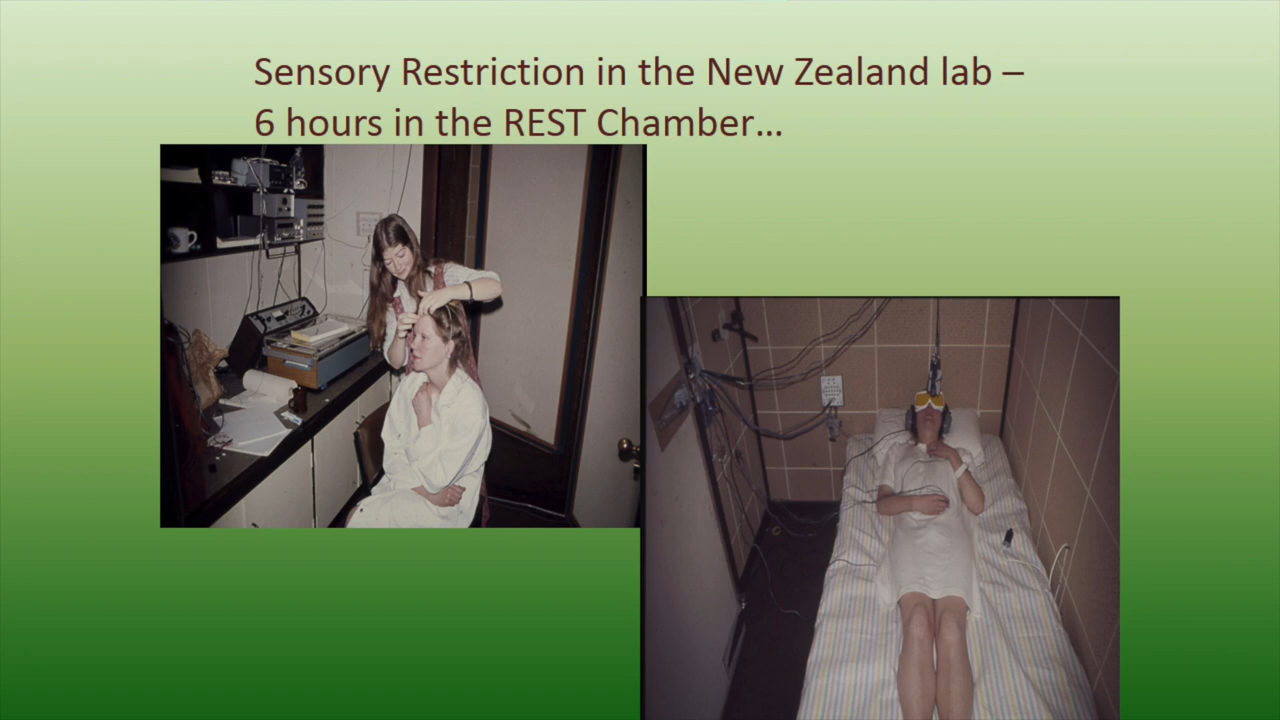 Sensory Restriction in the New Zealand lab –
6 hours in the REST Chamber…